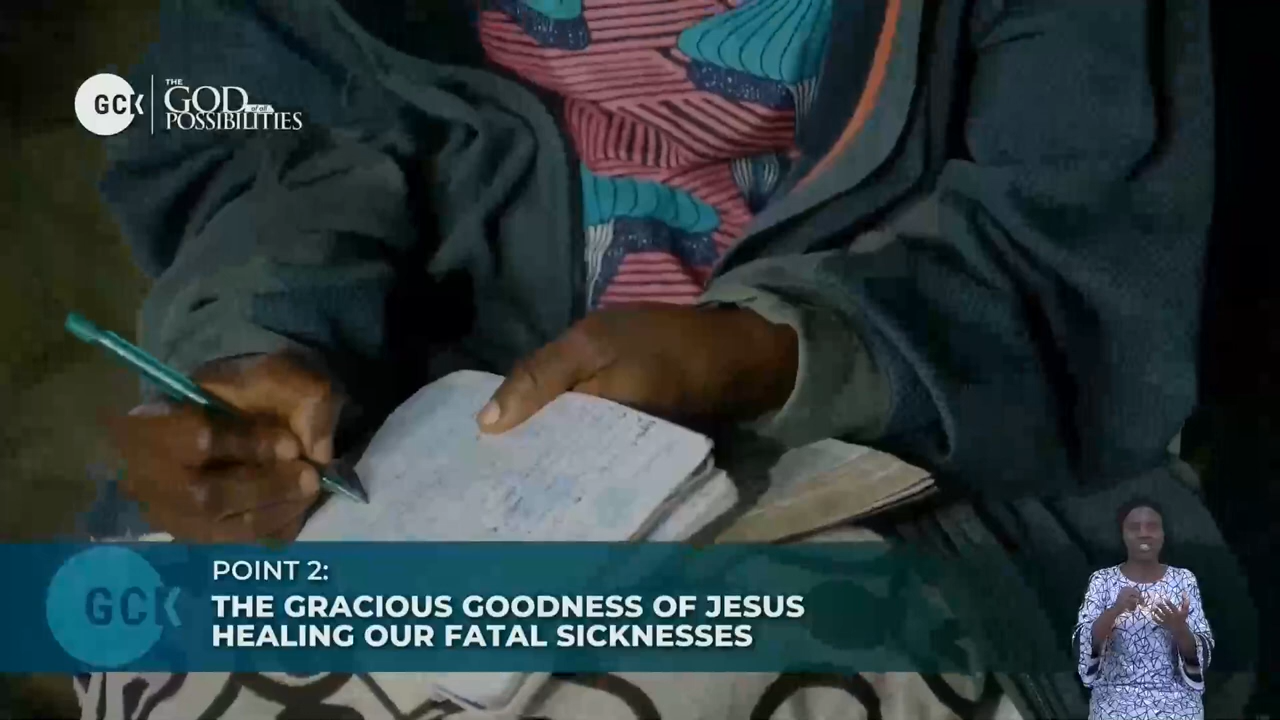 GCK
THE
GOD
of all
POSSIBILITIES
GCK
POINT 2:
THE GRACIOUS GOODNESS OF JESUS
HEALING OUR FATAL SICKNESSES